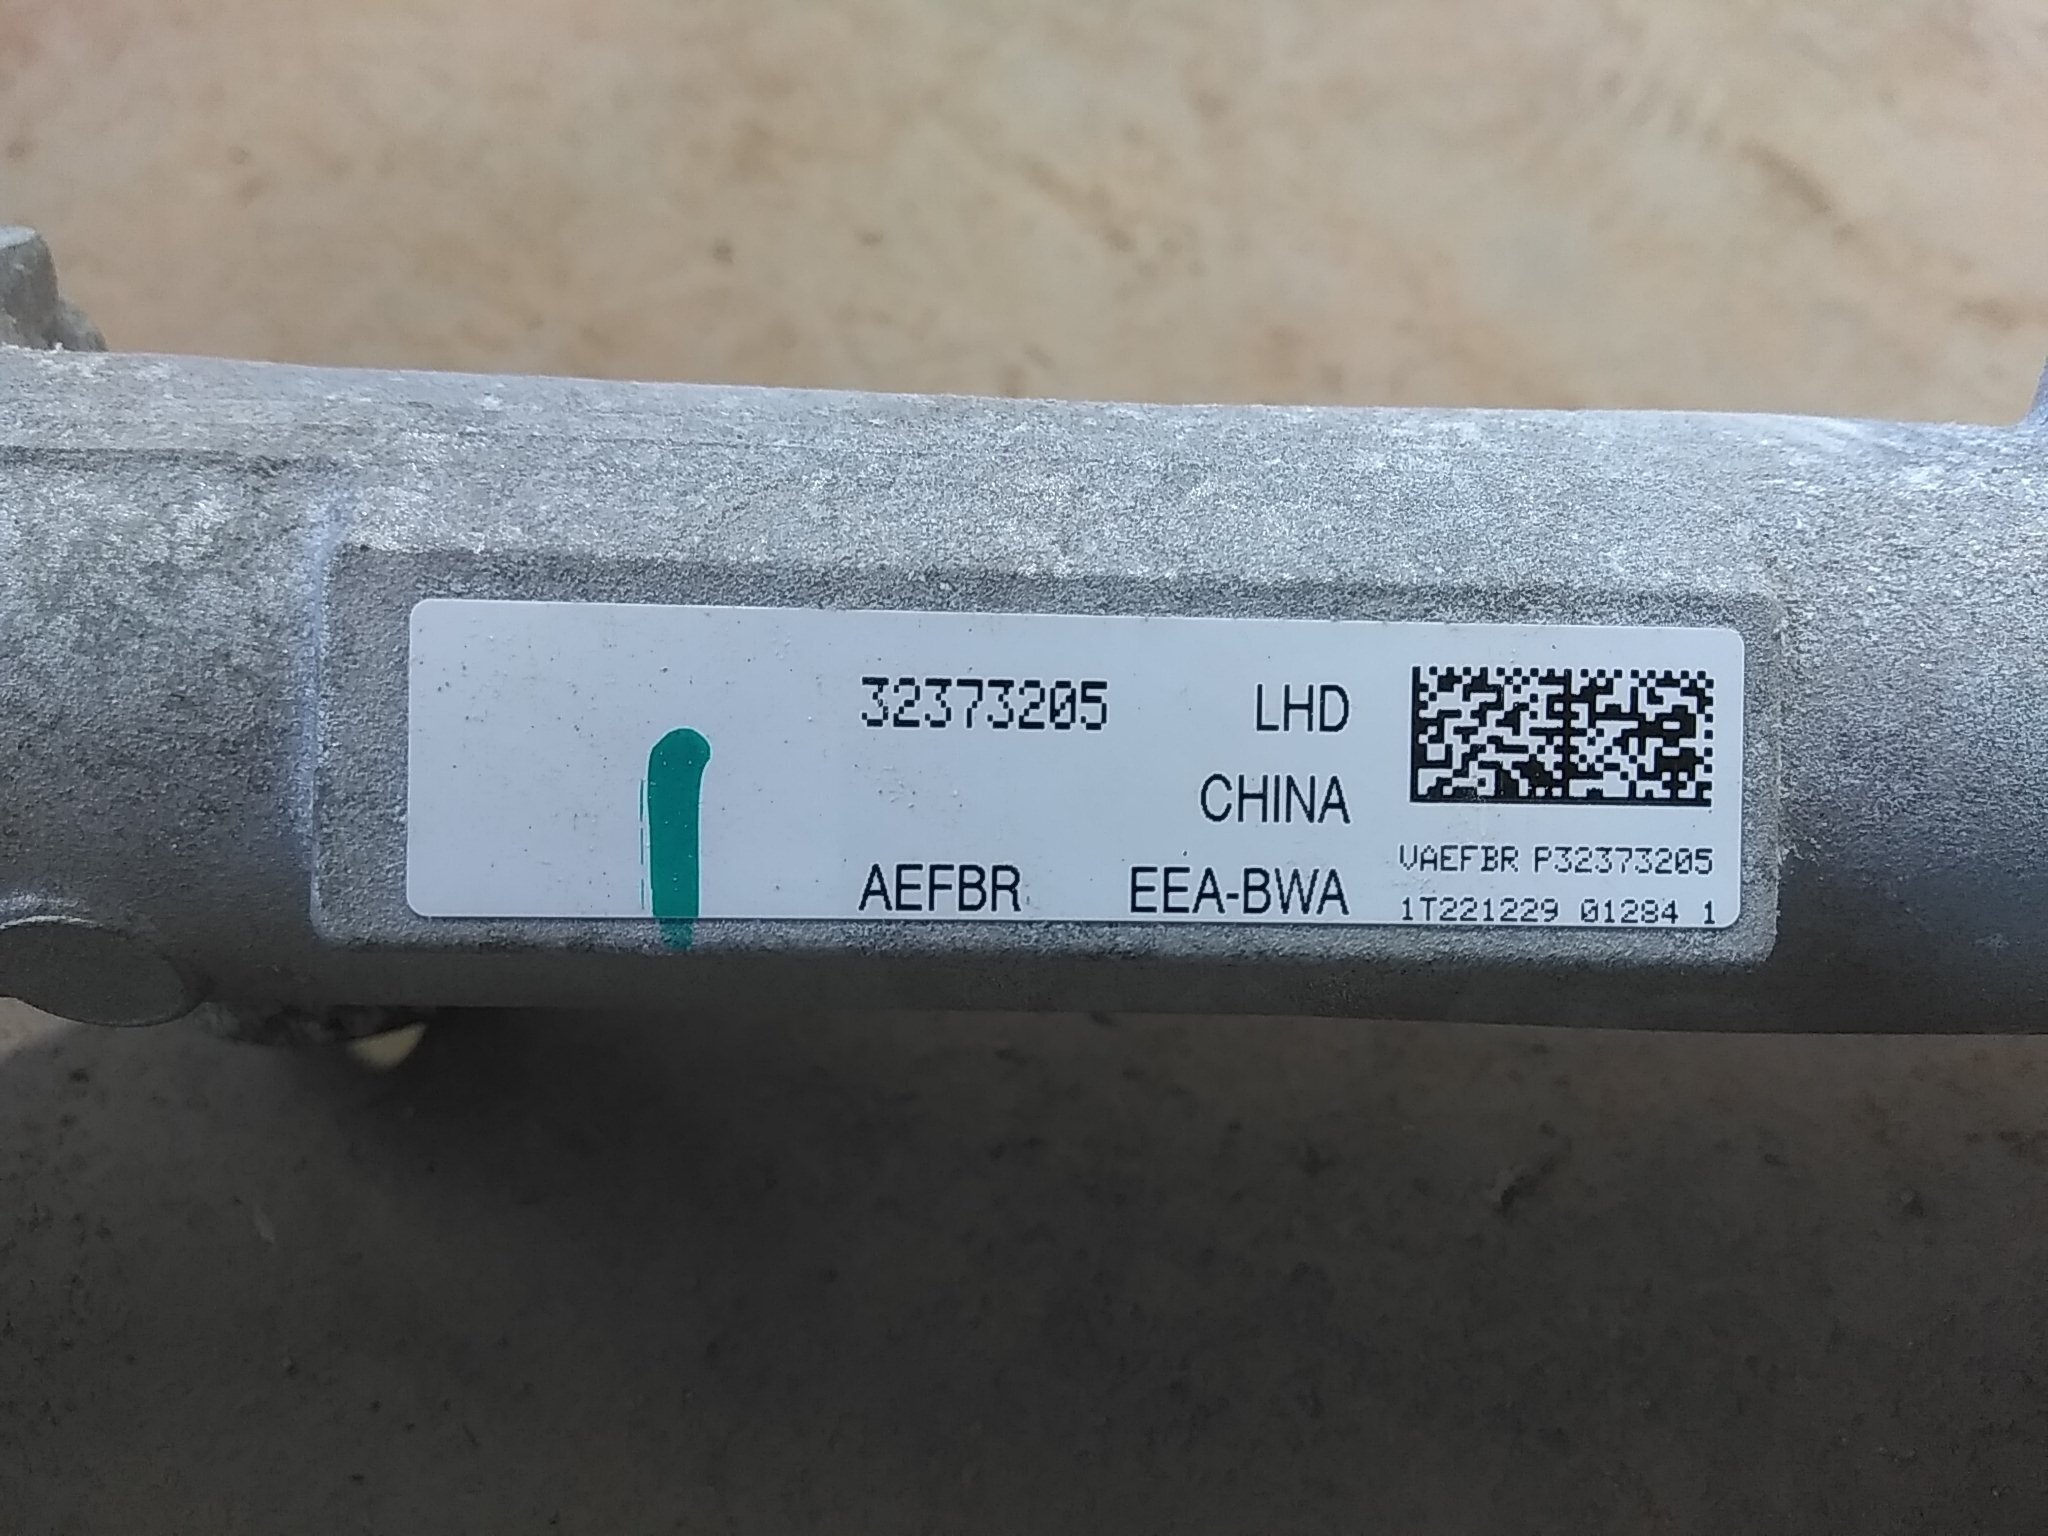 32373205 LHD
CHINA
AEFBR EEA-BWA
VAEFBR P32373205
1T221229 01284 1